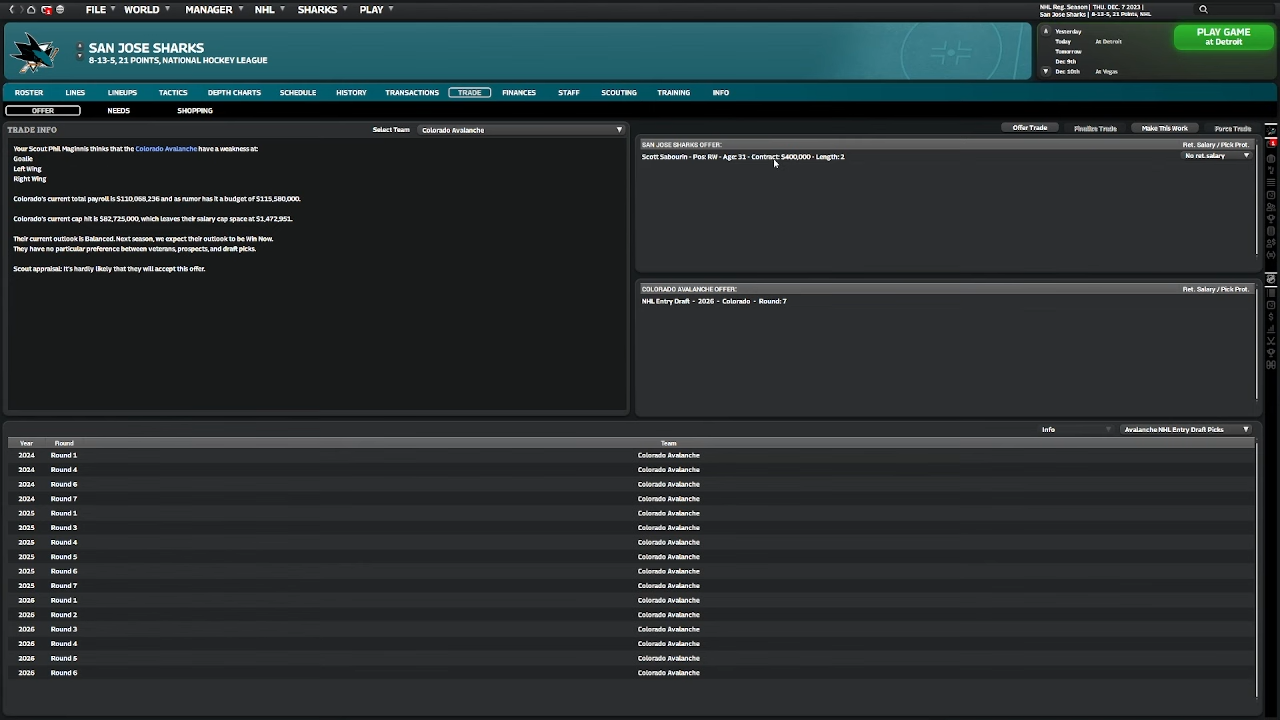 FILE WORLD MANAGER NHL SHARKS PLAY
NHL Reg. Season | THU. DEC. 7 2023 |
San Jose Sharks | 8-13-5, 21 Points, NHL
SAN JOSE SHARKS
8-13-5, 21 POINTS, NATIONAL HOCKEY LEAGUE
Yesterday
Today At Detroit
Tomorrow
Dec 9th
Dec 10th At Vegas
PLAY GAME
at Detroit
ROSTER LINES LINEUPS TACTICS DEPTH CHARTS SCHEDULE HISTORY TRANSACTIONS TRADE FINANCES STAFF SCOUTING TRAINING INFO
OFFER NEEDS SHOPPING
TRADE INFO
Select Team Colorado Avalanche
Your Scout Phil Maginnis thinks that the Colorado Avalanche have a weakness at:
Goalie
Left Wing
Right Wing
Colorado's current total payroll is $110,068,236 and as rumor has it a budget of $115,580,000.
Colorado's current cap hit is $82,725,000, which leaves their salary cap space at $1,472,951.
Their current outlook is Balanced. Next season, we expect their outlook to be Win Now.
They have no particular preference between veterans, prospects, and draft picks.
Scout appraisal: It's hardly likely that they will accept this offer.
Offer Trade Finalize Trade Make This Work Force Trade
SAN JOSE SHARKS OFFER: Ret. Salary / Pick Prot.
Scott Sabourin - Pos: RW - Age: 31 - Contract: $400,000 - Length: 2 No ret. salary
COLORADO AVALANCHE OFFER: Ret. Salary / Pick Prot.
NHL Entry Draft - 2026 - Colorado - Round: 7
Info Avalanche NHL Entry Draft Picks
Year Round Team
2024 Round 1 Colorado Avalanche
2024 Round 4 Colorado Avalanche
2024 Round 6 Colorado Avalanche
2024 Round 7 Colorado Avalanche
2025 Round 1 Colorado Avalanche
2025 Round 3 Colorado Avalanche
2025 Round 4 Colorado Avalanche
2025 Round 5 Colorado Avalanche
2025 Round 6 Colorado Avalanche
2025 Round 7 Colorado Avalanche
2026 Round 1 Colorado Avalanche
2026 Round 2 Colorado Avalanche
2026 Round 3 Colorado Avalanche
2026 Round 4 Colorado Avalanche
2026 Round 5 Colorado Avalanche
2026 Round 6 Colorado Avalanche